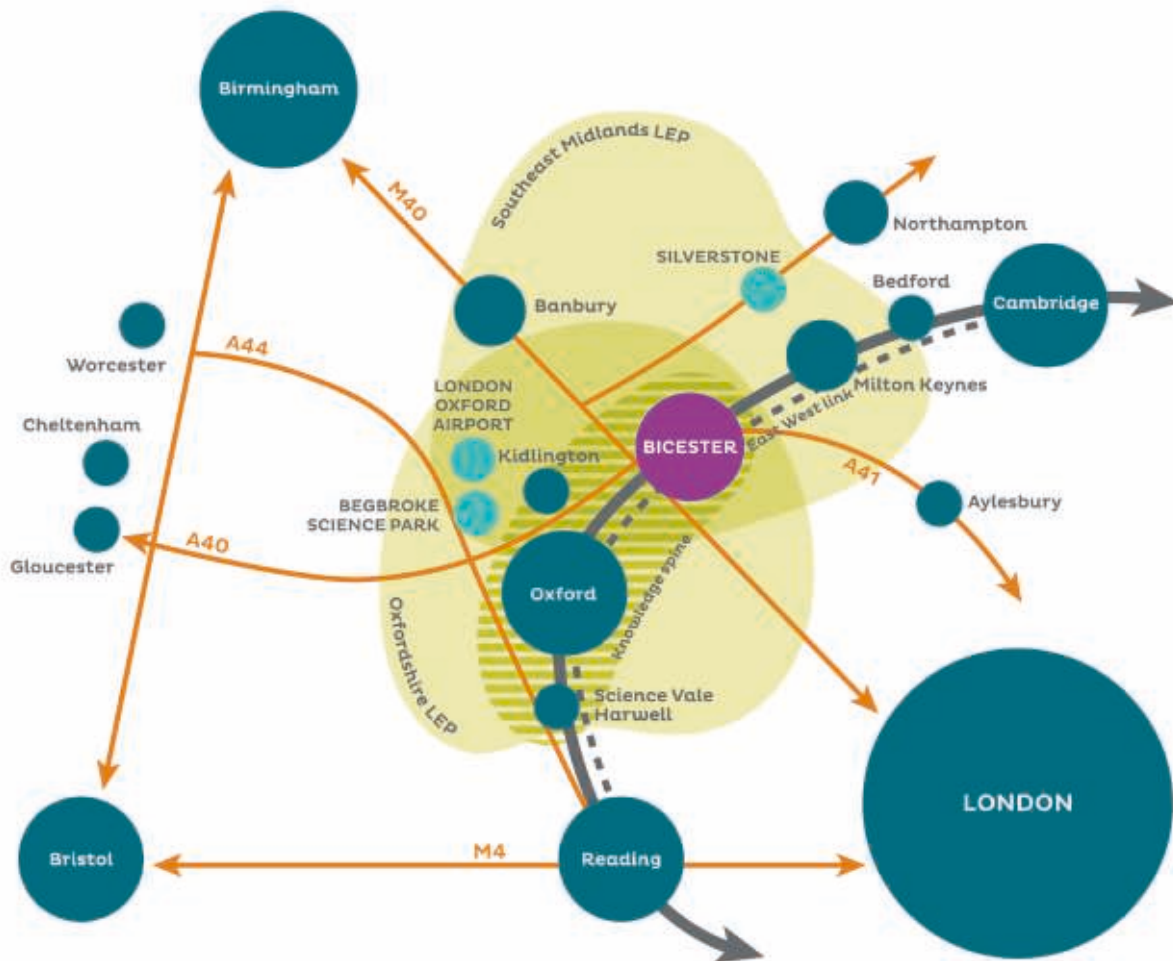 Birmingham
Southeast Midlands LEP
M40
Northampton
SILVERSTONE
Bedford
Cambridge
Banbury
Worcester
A44
Milton Keynes
East West link
LONDON
OXFORD
AIRPORT
Cheltenham
Kidlington
BICESTER
A41
Aylesbury
BEGBROKE
SCIENCE PARK
A40
Gloucester
Oxford
Knowledge spine
Oxfordshire LEP
Science Vale
Harwell
LONDON
Bristol
M4
Reading